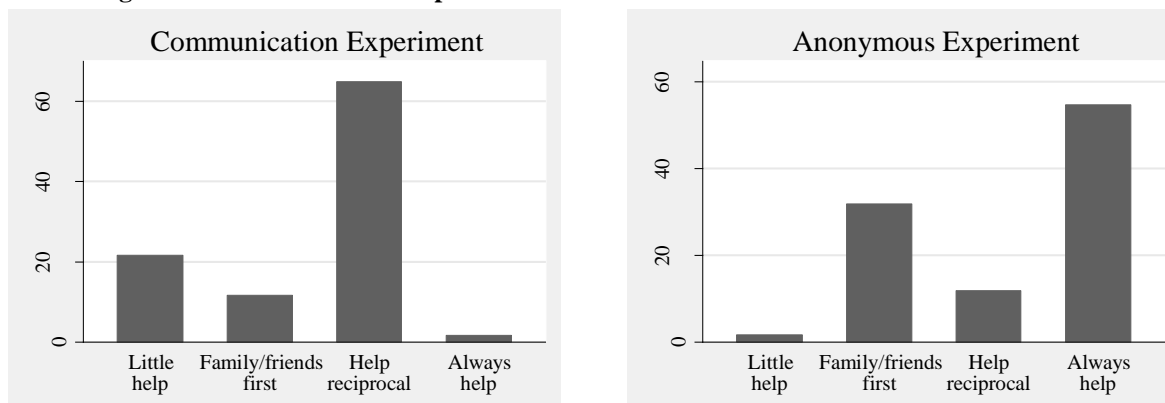 Communication Experiment
60
40
20
0
Little Family/friends Help Always
help first reciprocal help
Anonymous Experiment
60
40
20
0
Little Family/friends Help Always
help first reciprocal help